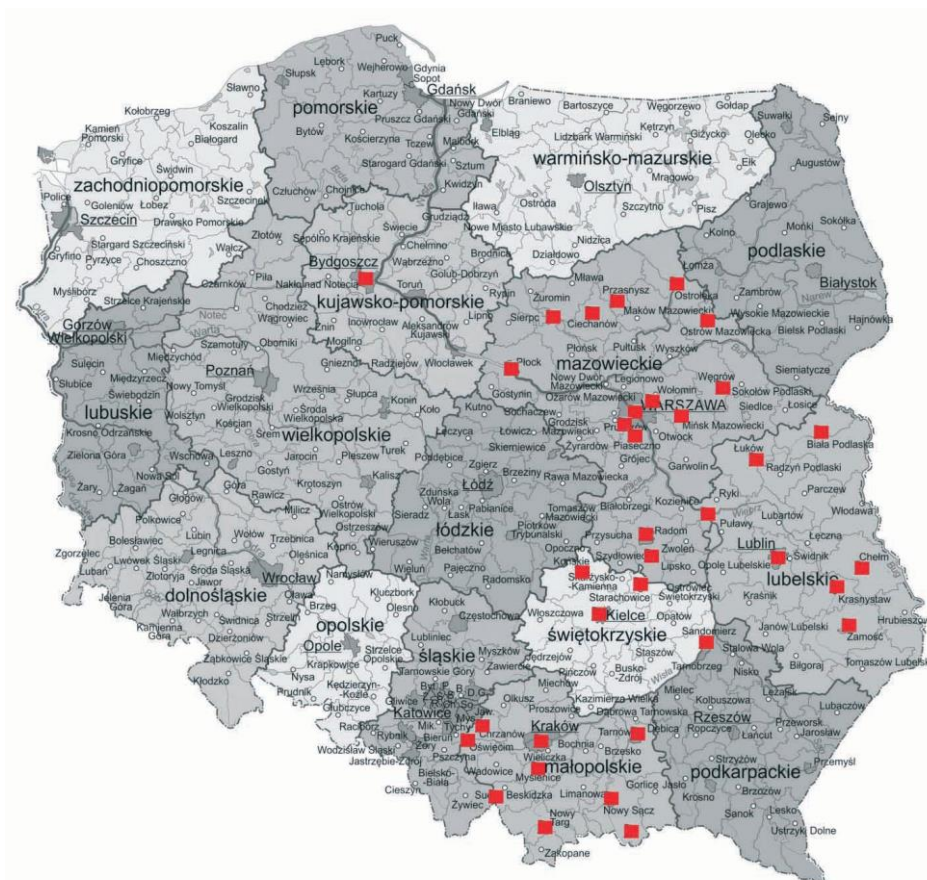 Puck
Lębork
Wejherowo
Gdynia
Sopot
Słupsk
Gdańsk
Sławno
pomorskie
Kartuzy
Nowy Dwór
Gdański
Pruszcz Gdański
Braniewo
Bartoszyce
Węgorzewo
Gołdap
Kołobrzeg
Koszalin
Białogard
Bytów
Kościerzyna
Tczew
Malbork
Elbląg
Lidzbark Warmiński
Kętrzyn
Giżycko
Olecko
Suwałki
Sejny
Kamień
Pomorski
Gryfice
Świdwin
Starogard Gdański
Sztum
warmińsko-mazurskie
Ełk
Augustów
zachodniopomorskie
Szczecinek
Człuchów
Chojnice
Kwidzyn
Olsztyn
Mrągowo
Police
Goleniów
Łobez
Szczecin
Drawsko Pomorskie
Tuchola
Grudziądz
Iława
Ostróda
Szczytno
Pisz
Grajewo
Stargard Szczeciński
Wałcz
Złotów
Sępólno Krajeńskie
Świecie
Chełmno
Nowe Miasto Lubawskie
Kolno
Mońki
Sokółka
Gryfino
Pyrzyce
Choszczno
Bydgoszcz
Wąbrzeźno
Brodnica
Nidzica
Działdowo
podlaskie
Myślibórz
Piła
Nakło nad Notecią
Golub-Dobrzyń
Mława
Łomża
Białystok
Strzelce Krajeńskie
Czarnków
Toruń
Rypin
Żuromin
Przasnysz
Ostrołęka
Zambrów
kujawsko-pomorskie
Chodzież
Wągrowiec
Sierpc
Ciechanów
Maków Mazowiecki
Wysokie Mazowieckie
Narew
Hajnówka
Gorzów
Wielkopolski
Noteć
Warta
Żnin
Inowrocław
Aleksandrów
Kujawski
Lipno
Ostrów Mazowiecka
Bielsk Podlaski
Sulęcin
Międzychód
Szamotuły
Oborniki
Mogilno
Radziejów
Włocławek
Płock
Płońsk
Pułtusk
Wyszków
mazowieckie
Siemiatycze
Słubice
Międzyrzecz
Poznań
Gniezno
Gostynin
Nowy Dwór
Mazowiecki
Legionowo
Wołomin
Węgrów
Sokołów Podlaski
Świebodzin
Nowy Tomyśl
Września
Słupca
Konin
Koło
Kutno
Sochaczew
Ożarów Mazowiecki
WARSZAWA
Siedlce
Łosice
lubuskie
Grodzisk
Wielkopolski
Środa
Wielkopolska
Wolsztyn
Kościan
Łęczyca
Łowicz
Grodzisk
Mazowiecki
Mińsk Mazowiecki
Krosno Odrzańskie
Śrem
wielkopolskie
Turek
Skierniewice
Żyrardów
Piaseczno
Otwock
Biała Podlaska
Zielona Góra
Wschowa
Leszno
Jarocin
Pleszew
Poddębice
Zgierz
Grójec
Łuków
Nowa Sól
Gostyń
Kalisz
Łódź
Brzeziny
Rawa Mazowiecka
Garwolin
Radzyń Podlaski
Żary
Żagań
Góra
Krotoszyn
Zduńska
Wola
Pabianice
Białobrzegi
Kozienice
Ryki
Parczew
Głogów
Rawicz
Milicz
Ostrów
Wielkopolski
Sieradz
Łask
Tomaszów
Mazowiecki
Lubartów
Włodawa
Polkowice
Ostrzeszów
łódzkie
Piotrków
Trybunalski
Przysucha
Radom
Puławy
Łęczna
Bolesławiec
Lubin
Wołów
Trzebnica
Wieruszów
Bełchatów
Opoczno
Zwoleń
Lublin
Świdnik
Chełm
Zgorzelec
Legnica
Oleśnica
Kępno
Wieluń
Pajęczno
Końskie
Szydłowiec
Lipsko
Opole Lubelskie
Lubań
Lwówek Śląski
Środa Śląska
Wrocław
Namysłów
Radomsko
Skarżysko-
Kamienna
lubelskie
Krasnystaw
Złotoryja
Jawor
Oława
Kluczbork
Starachowice
Ostrowiec
Świętokrzyski
Kraśnik
dolnośląskie
Brzeg
Olesno
Kłobuck
Włoszczowa
Kielce
Opatów
Hrubieszów
Jelenia
Góra
Wałbrzych
Świdnica
Strzelin
opolskie
Częstochowa
Janów Lubelski
Zamość
Kamienna
Góra
Dzierżoniów
Opole
Lubliniec
świętokrzyskie
Sandomierz
Stalowa Wola
Strzelce
Opolskie
śląskie
Myszków
Jędrzejów
Staszów
Biłgoraj
Ząbkowice Śląskie
Krapkowice
Zawiercie
Busko-
Zdrój
Tarnobrzeg
Nisko
Tomaszów Lubelski
Kłodzko
Nysa
Kędzierzyn-
Koźle
Tarnowskie Góry
Pińczów
Miechów
Wisła
Prudnik
Gliwice
Olkusz
Kazimierza Wielka
Mielec
Leżajsk
Głubczyce
Katowice
Proszowice
Dąbrowa Tarnowska
Kolbuszowa
Lubaczów
Racibórz
Rybnik
Mik.
Tychy
Chrzanów
Kraków
Rzeszów
Przeworsk
Wodzisław Śląski
Żory
Bieruń
Oświęcim
Bochnia
Tarnów
Dębica
Ropczyce
Łańcut
Jarosław
Jastrzębie-Zdrój
Pszczyna
Wieliczka
Brzesko
małopolskie
Strzyżów
Przemyśl
Cieszyn
Bielsko-
Biała
Wadowice
Myślenice
podkarpackie
Limanowa
Gorlice
Jasło
Krosno
Brzozów
Żywiec
Beskidzka
Nowy Sącz
Sanok
Lesko
Nowy
Targ
Ustrzyki Dolne
Zakopane